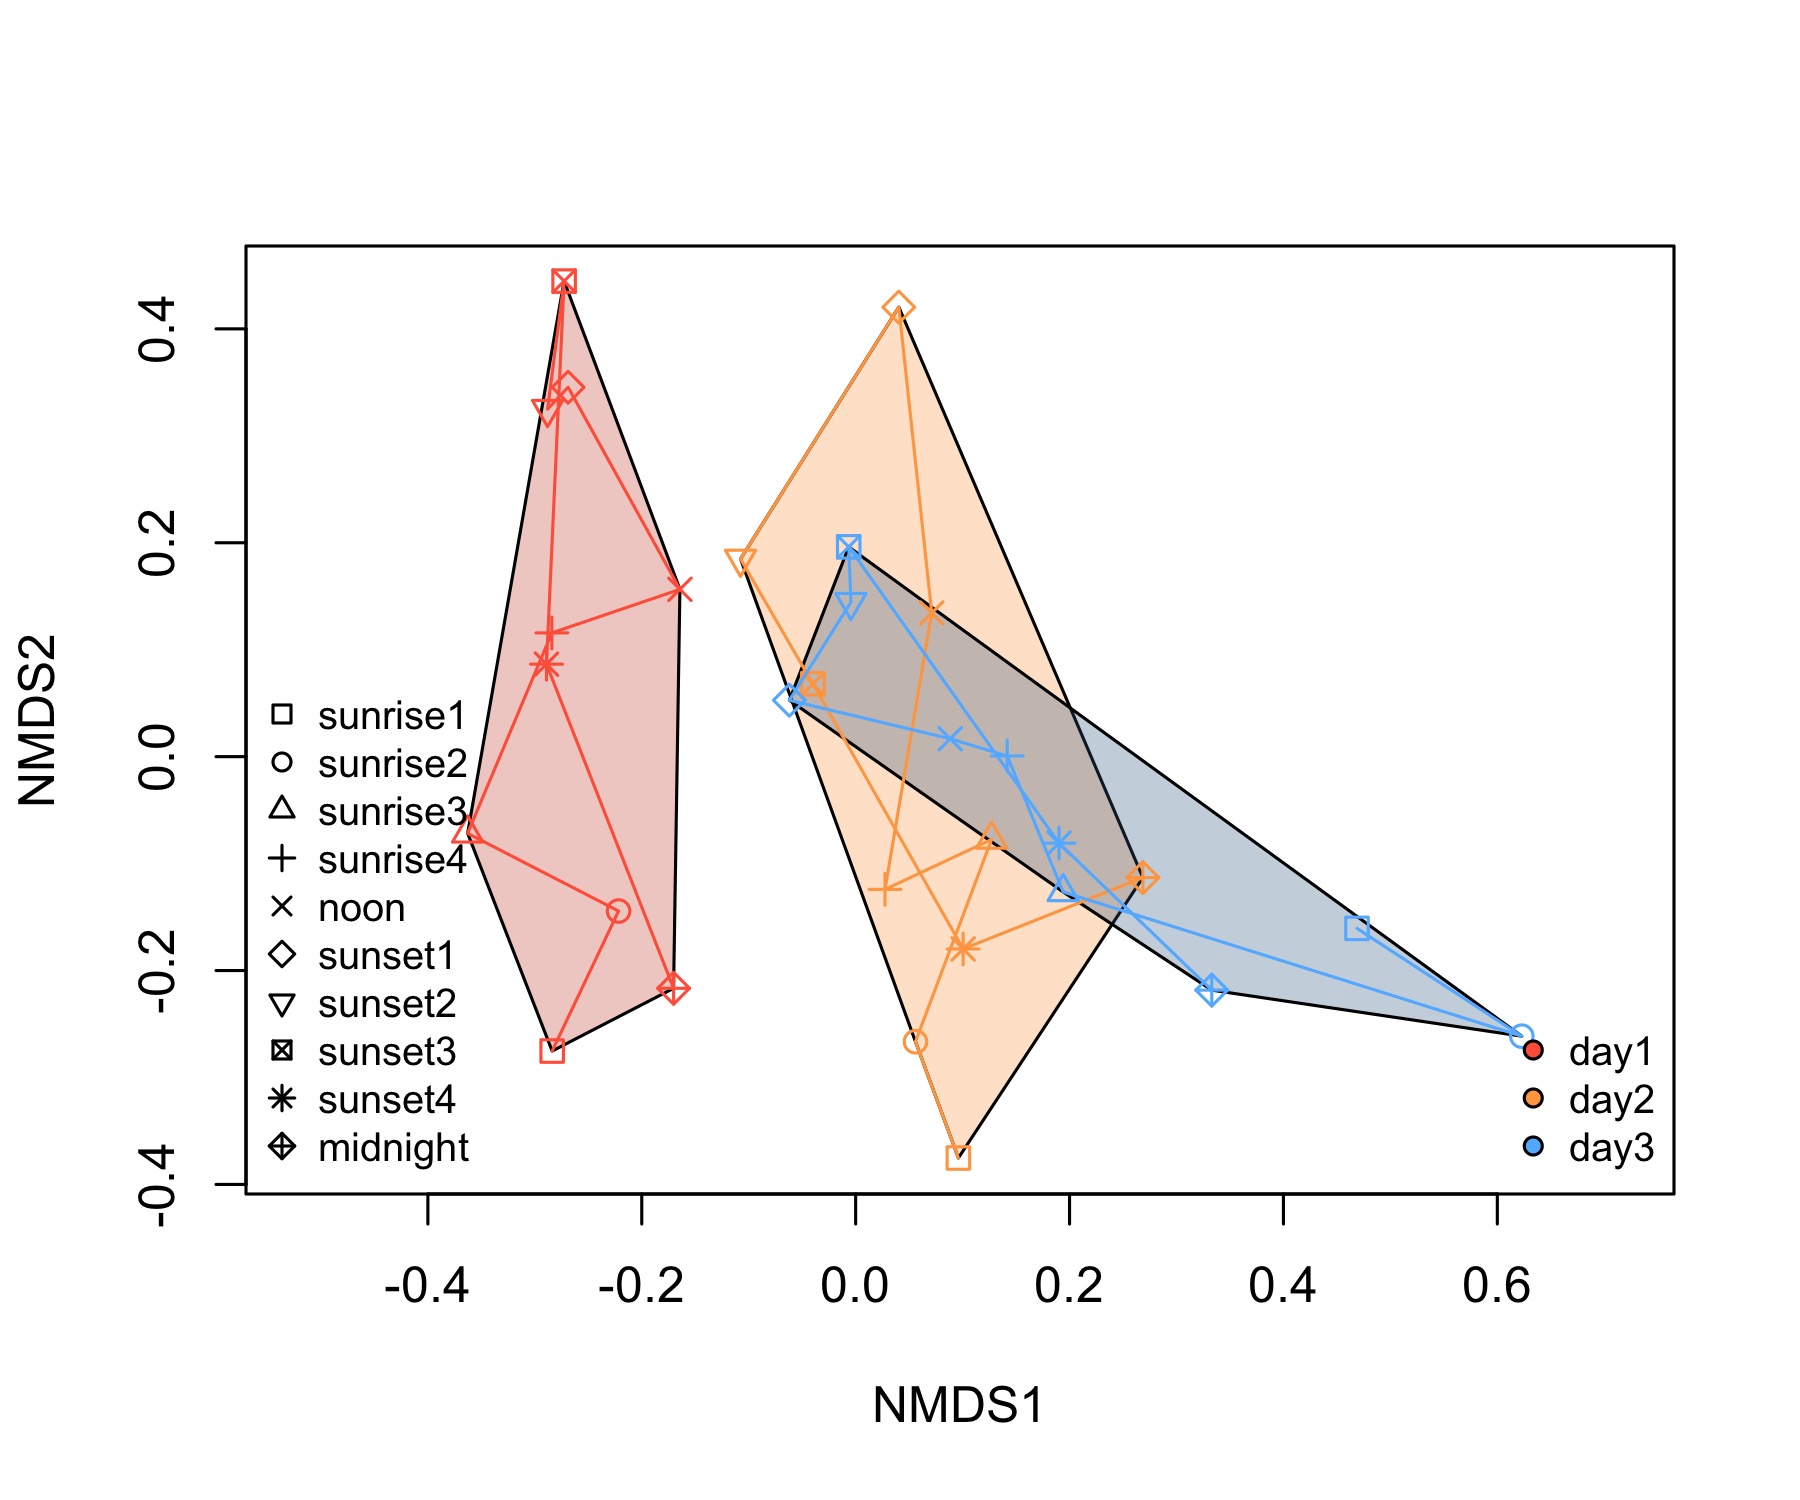 0.4
0.2
0.0
-0.2
-0.4
NMDS2
sunrise1
sunrise2
sunrise3
sunrise4
noon
sunset1
sunset2
sunset3
sunset4
midnight
day1
day2
day3
-0.4 -0.2 0.0 0.2 0.4 0.6
NMDS1